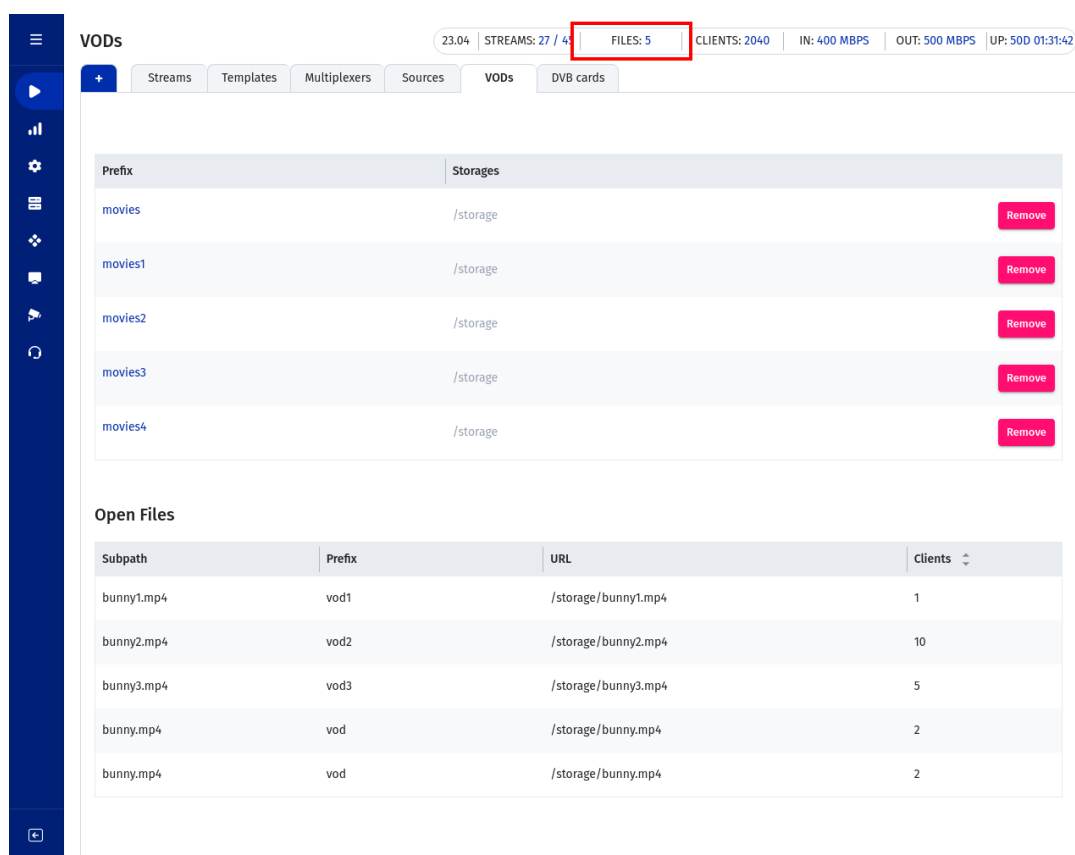 VODs
23.04 STREAMS: 27 / 45 FILES: 5 CLIENTS: 2040 IN: 400 MBPS OUT: 500 MBPS UP: 50D 01:31:42
+ Streams Templates Multiplexers Sources VODs DVB cards
Prefix Storages
movies /storage Remove
movies1 /storage Remove
movies2 /storage Remove
movies3 /storage Remove
movies4 /storage Remove
Open Files
Subpath Prefix URL Clients
bunny1.mp4 vod1 /storage/bunny1.mp4 1
bunny2.mp4 vod2 /storage/bunny2.mp4 10
bunny3.mp4 vod3 /storage/bunny3.mp4 5
bunny.mp4 vod /storage/bunny.mp4 2
bunny.mp4 vod /storage/bunny.mp4 2